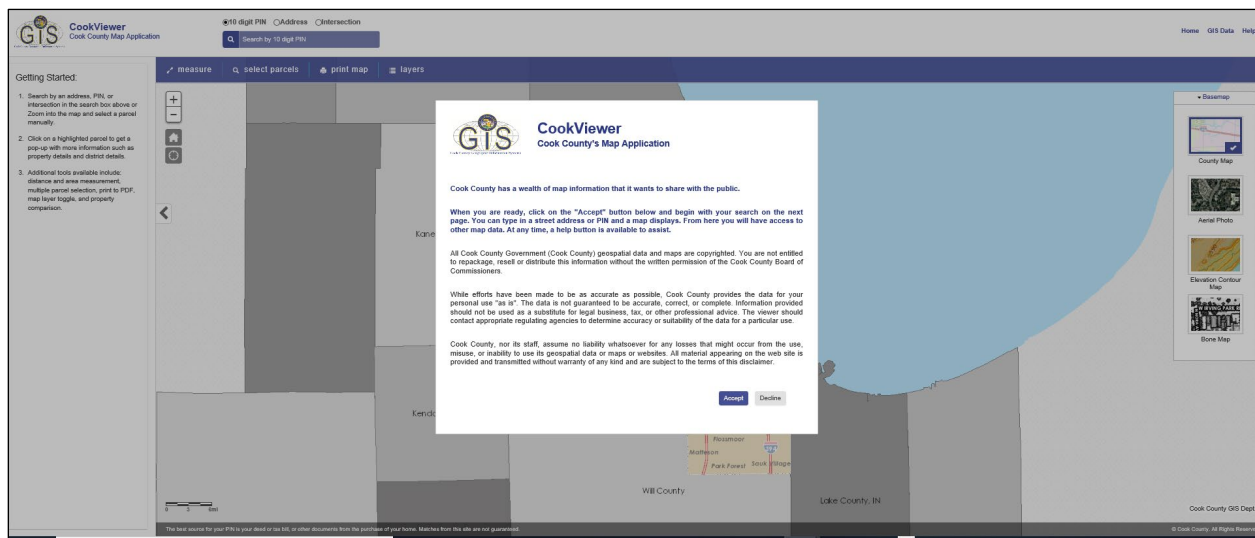 GIS
CookViewer
Cook County Map Application
10 digit PIN Address Intersection
Search by 10 digit PIN
Home GIS Data Help
measure select parcels print map layers
Getting Started:
1. Search by an address, PIN, or
intersection in the search box above or
Zoom into the map and select a parcel
manually.
2. Click on a highlighted parcel to get a
pop-up with more information such as
property details and district details.
3. Additional tools available include:
distance and area measurement,
multiple parcel selection, print to PDF,
map layer toggle, and property
comparison.
+
-
Kane
Kendo
GIS
CookViewer
Cook County's Map Application
Cook County has a wealth of map information that it wants to share with the public.
When you are ready, click on the "Accept" button below and begin with your search on the next
page. You can type in a street address or PIN and a map displays. From here you will have access to
other map data. At any time, a help button is available to assist.
All Cook County Government (Cook County) geospatial data and maps are copyrighted. You are not entitled
to repackage, resell or distribute this information without the written permission of the Cook County Board of
Commissioners.
While efforts have been made to be as accurate as possible, Cook County provides the data for your
personal use "as is". The data is not guaranteed to be accurate, correct, or complete. Information provided
should not be used as a substitute for legal business, tax, or other professional advice. The viewer should
contact appropriate regulating agencies to determine accuracy or suitability of the data for a particular use.
Cook County, nor its staff, assume no liability whatsoever for any losses that might occur from the use,
misuse, or inability to use its geospatial data or maps or websites. All material appearing on the web site is
provided and transmitted without warranty of any kind and are subject to the terms of this disclaimer.
Accept Decline
Basemap
County Map
Aerial Photo
Elevation Contour
Map
W IRVING PARK R
Bone Map
Flossmoor
Matteson
Park Forest Sauk Village
Will County
Lake County, IN
0 3 6mi
Cook County GIS Dept
The best source for your PIN is your deed or tax bill, or other documents from the purchase of your home. Matches from this site are not guaranteed.
© Cook County. All Rights Reserve